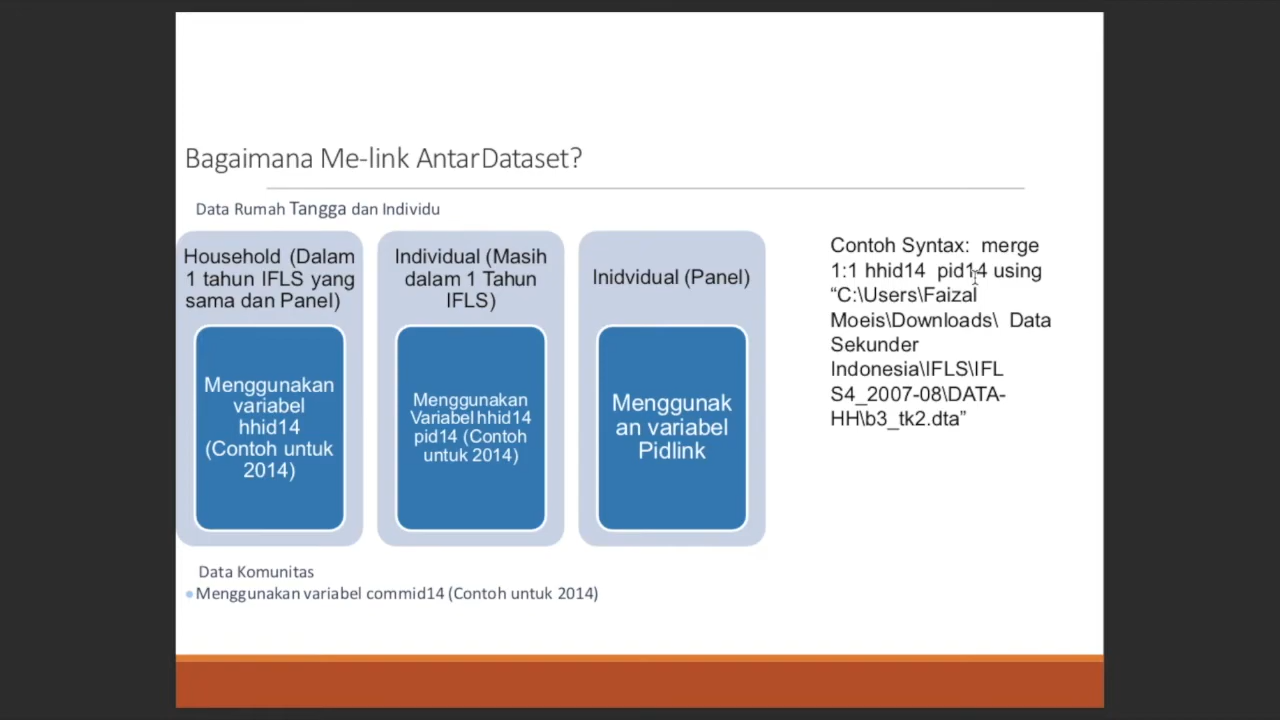 Bagaimana Me-link AntarDataset?
Data Rumah Tangga dan Individu
Household (Dalam
1 tahun IFLS yang
sama dan Panel)
Menggunakan
variabel
hhid14
(Contoh untuk
2014)
Individual (Masih
dalam 1 Tahun
IFLS)
Menggunakan
Variabel hhid14
pid14 (Contoh
untuk 2014)
Inidvidual (Panel)
Menggunak
an variabel
Pidlink
Contoh Syntax: merge
1:1 hhid14 pid14 using
“C:\Users\Faizal
Moeis\Downloads\ Data
Sekunder
Indonesia\IFLS\IFL
S4_2007-08\DATA-
HH\b3_tk2.dta”
Data Komunitas
Menggunakan variabel commid14 (Contoh untuk 2014)